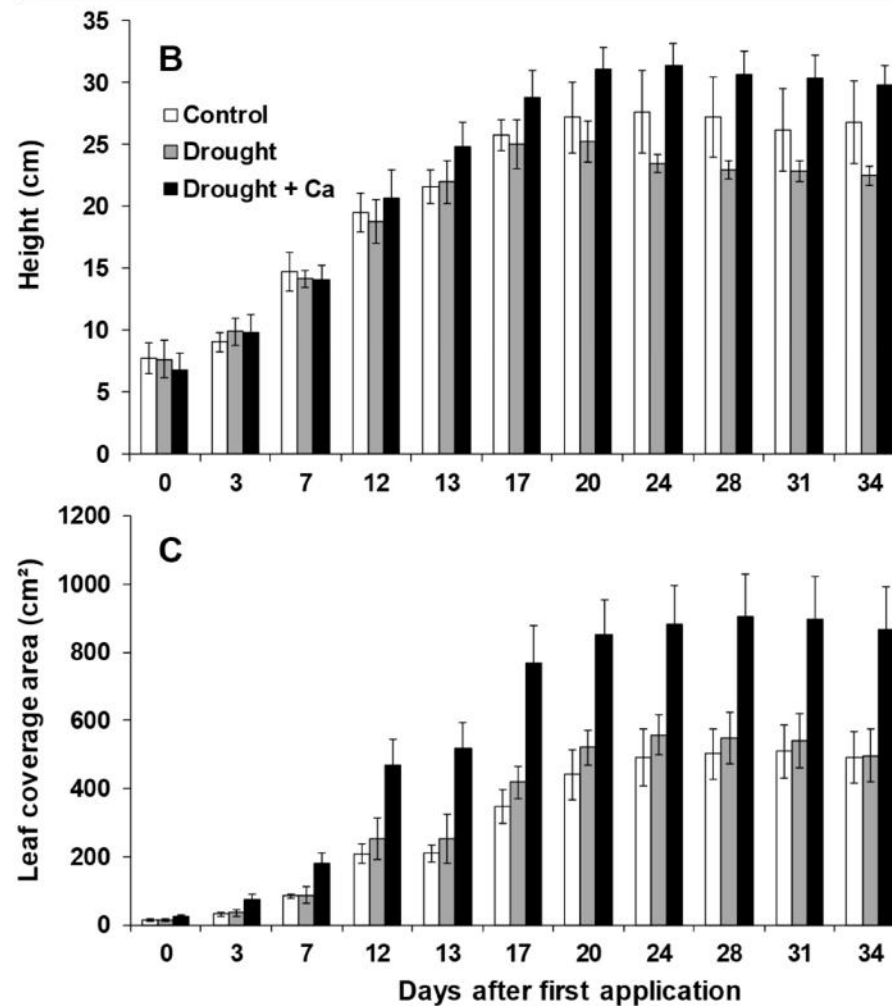 35
30
25
20
15
10
5
0
Height (cm)
B
Control
Drought
Drought + Ca
0 3 7 12 13 17 20 24 28 31 34
1200
1000
800
600
400
200
0
Leaf coverage area (cm²)
C
0 3 7 12 13 17 20 24 28 31 34
Days after first application